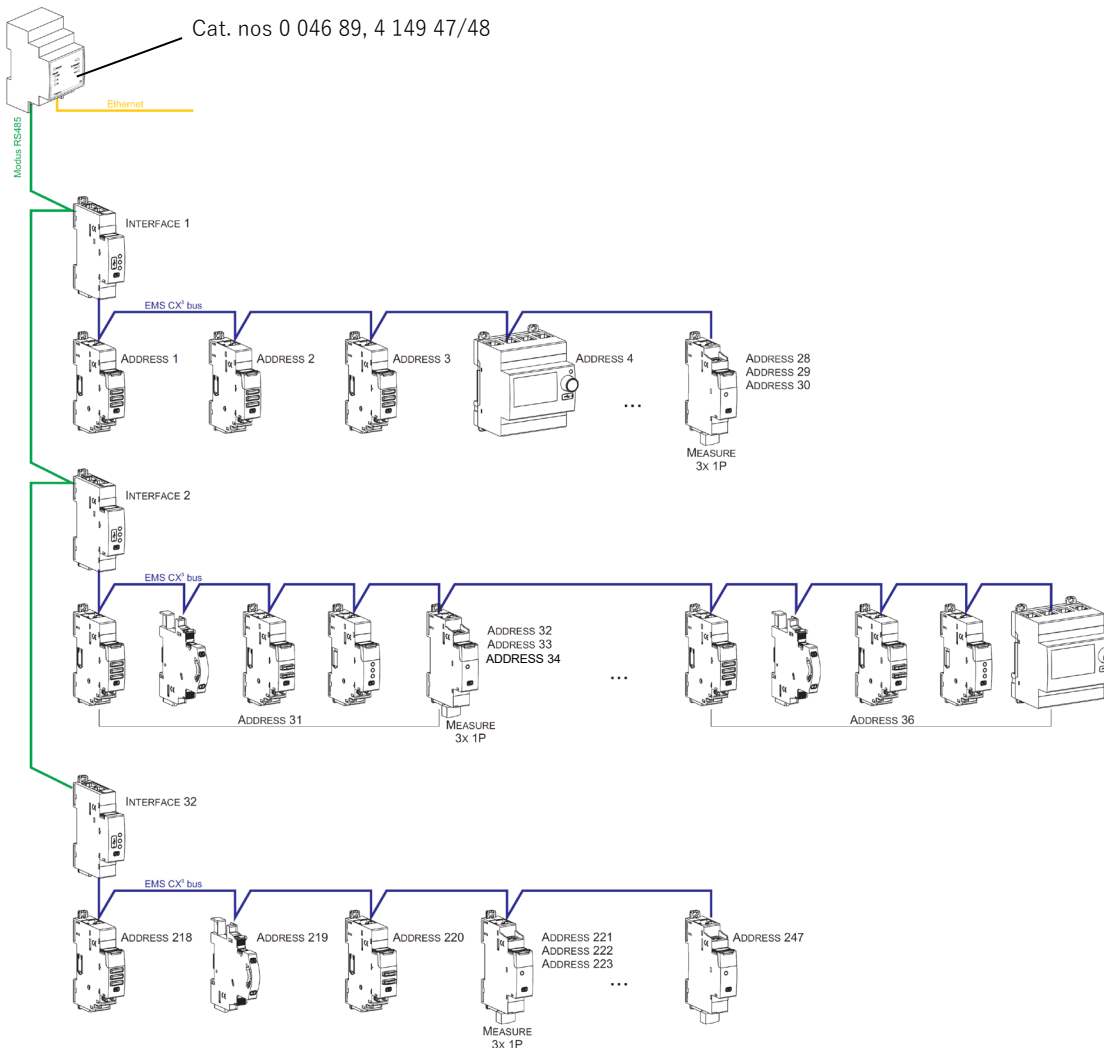 Cat. nos 0 046 89, 4 149 47/48
Ethernet
Modus RS485
INTERFACE 1
EMS CX³ bus
ADDRESS 1
ADDRESS 2
ADDRESS 3
ADDRESS 4
ADDRESS 28
ADDRESS 29
ADDRESS 30
...
MEASURE
3X 1P
INTERFACE 2
EMS CX³ bus
ADDRESS 32
ADDRESS 33
ADDRESS 34
...
ADDRESS 31
MEASURE
3X 1P
ADDRESS 36
INTERFACE 32
EMS CX³ bus
ADDRESS 218
ADDRESS 219
ADDRESS 220
ADDRESS 221
ADDRESS 222
ADDRESS 223
ADDRESS 247
...
MEASURE
3X 1P